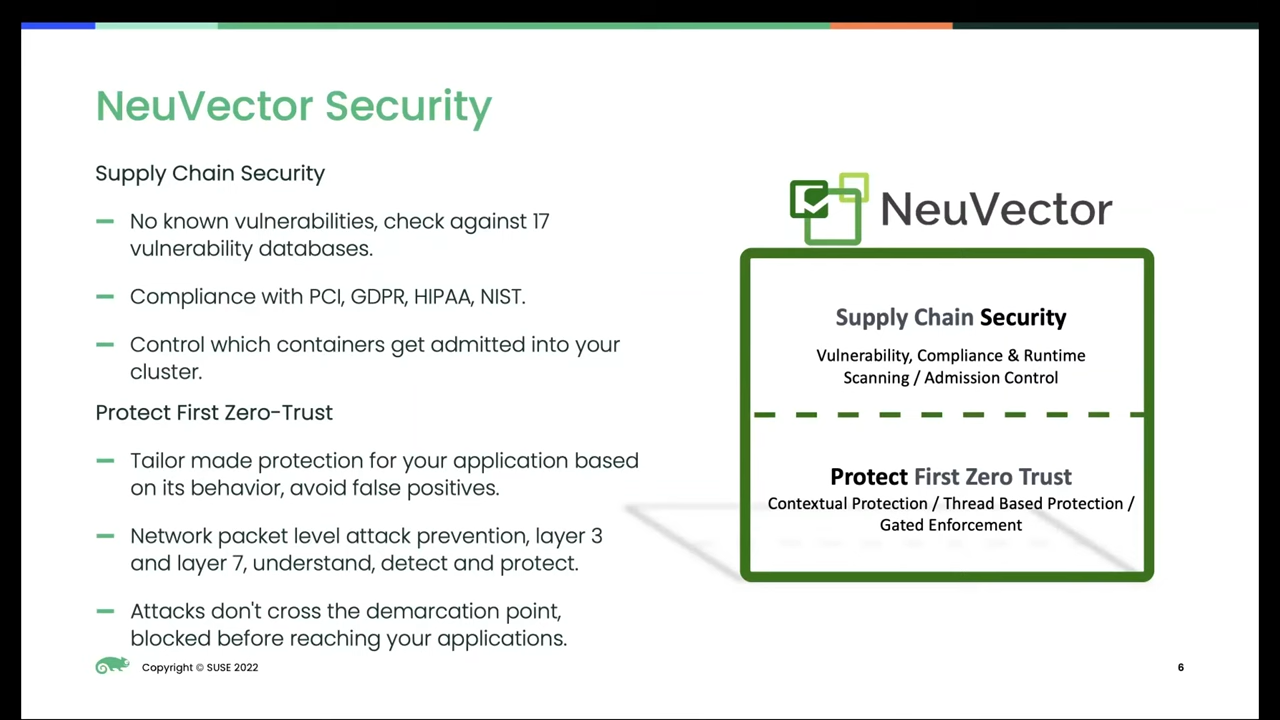 NeuVector Security
Supply Chain Security
No known vulnerabilities, check against 17
vulnerability databases.
Compliance with PCI, GDPR, HIPAA, NIST.
Control which containers get admitted into your
cluster.
Protect First Zero-Trust
Tailor made protection for your application based
on its behavior, avoid false positives.
Network packet level attack prevention, layer 3
and layer 7, understand, detect and protect.
Attacks don't cross the demarcation point,
blocked before reaching your applications.
NeuVector
Supply Chain Security
Vulnerability, Compliance & Runtime
Scanning / Admission Control
Protect First Zero Trust
Contextual Protection / Thread Based Protection /
Gated Enforcement
Copyright © SUSE 2022
6